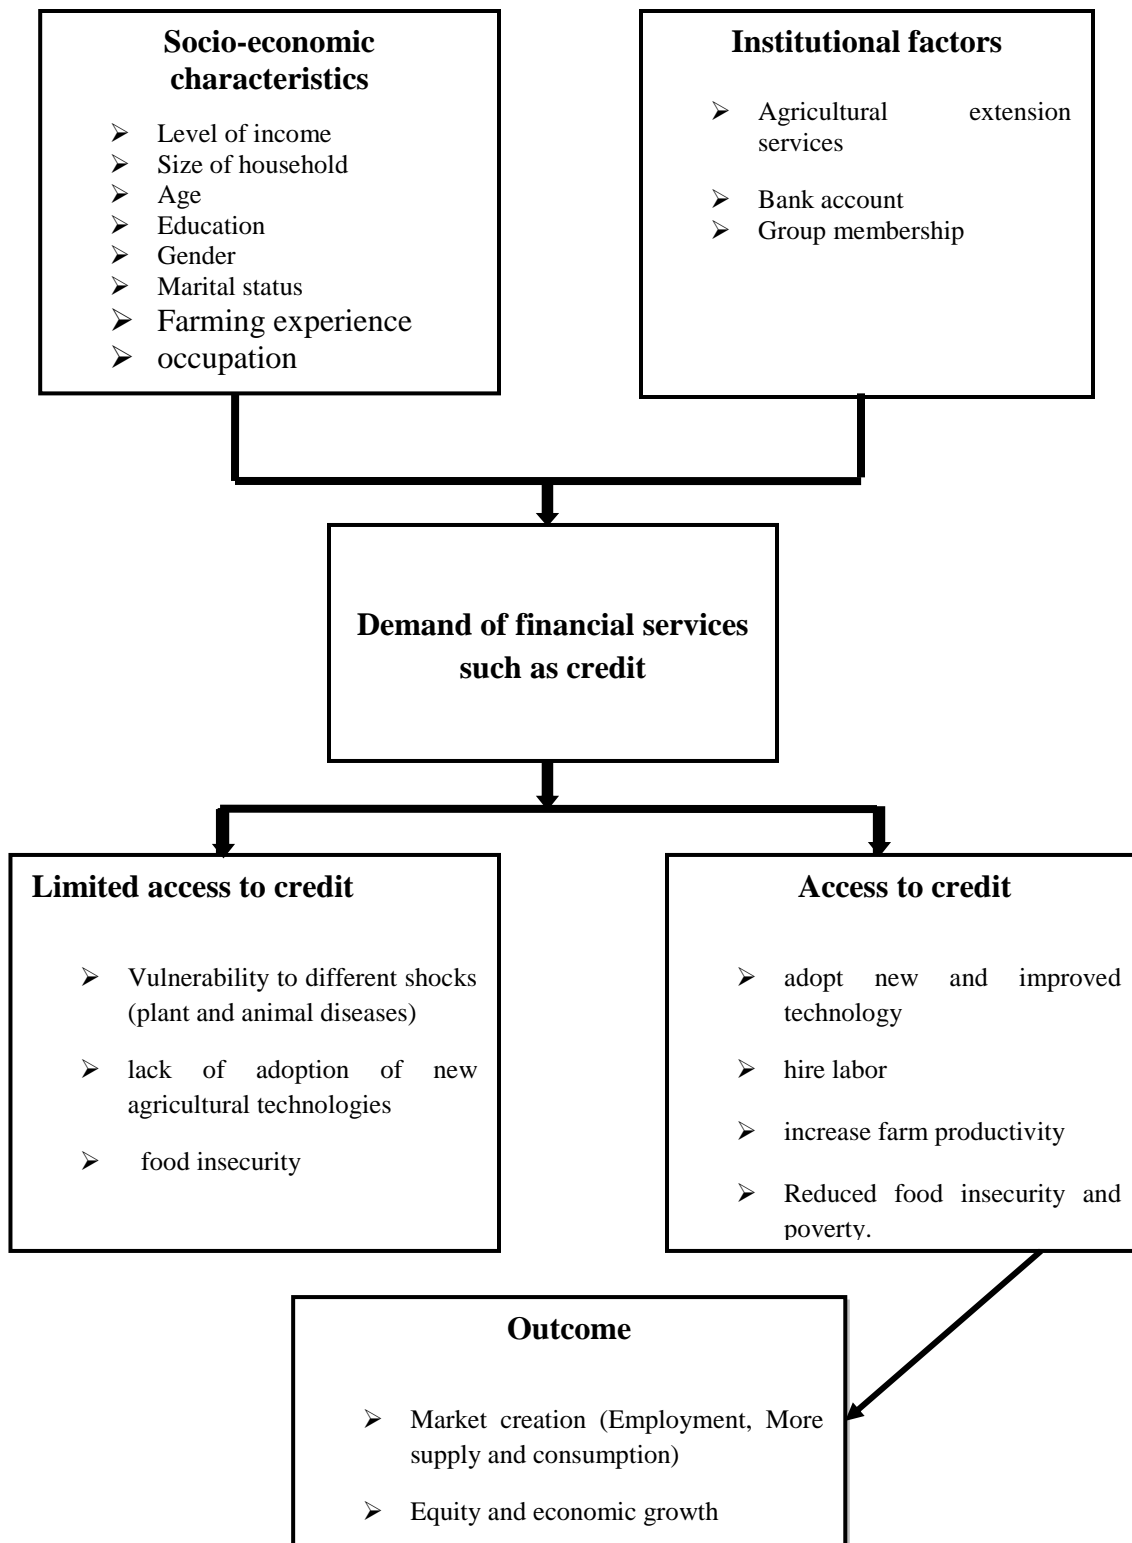 Socio-economic
characteristics
➢ Level of income
➢ Size of household
➢ Age
➢ Education
➢ Gender
➢ Marital status
➢ Farming experience
➢ occupation
Institutional factors
➢ Agricultural extension
services
➢ Bank account
➢ Group membership
Demand of financial services
such as credit
Limited access to credit
➢ Vulnerability to different shocks
(plant and animal diseases)
➢ lack of adoption of new
agricultural technologies
➢ food insecurity
Access to credit
➢ adopt new and improved
technology
➢ hire labor
➢ increase farm productivity
➢ Reduced food insecurity and
poverty.
Outcome
➢ Market creation (Employment, More
supply and consumption)
➢ Equity and economic growth